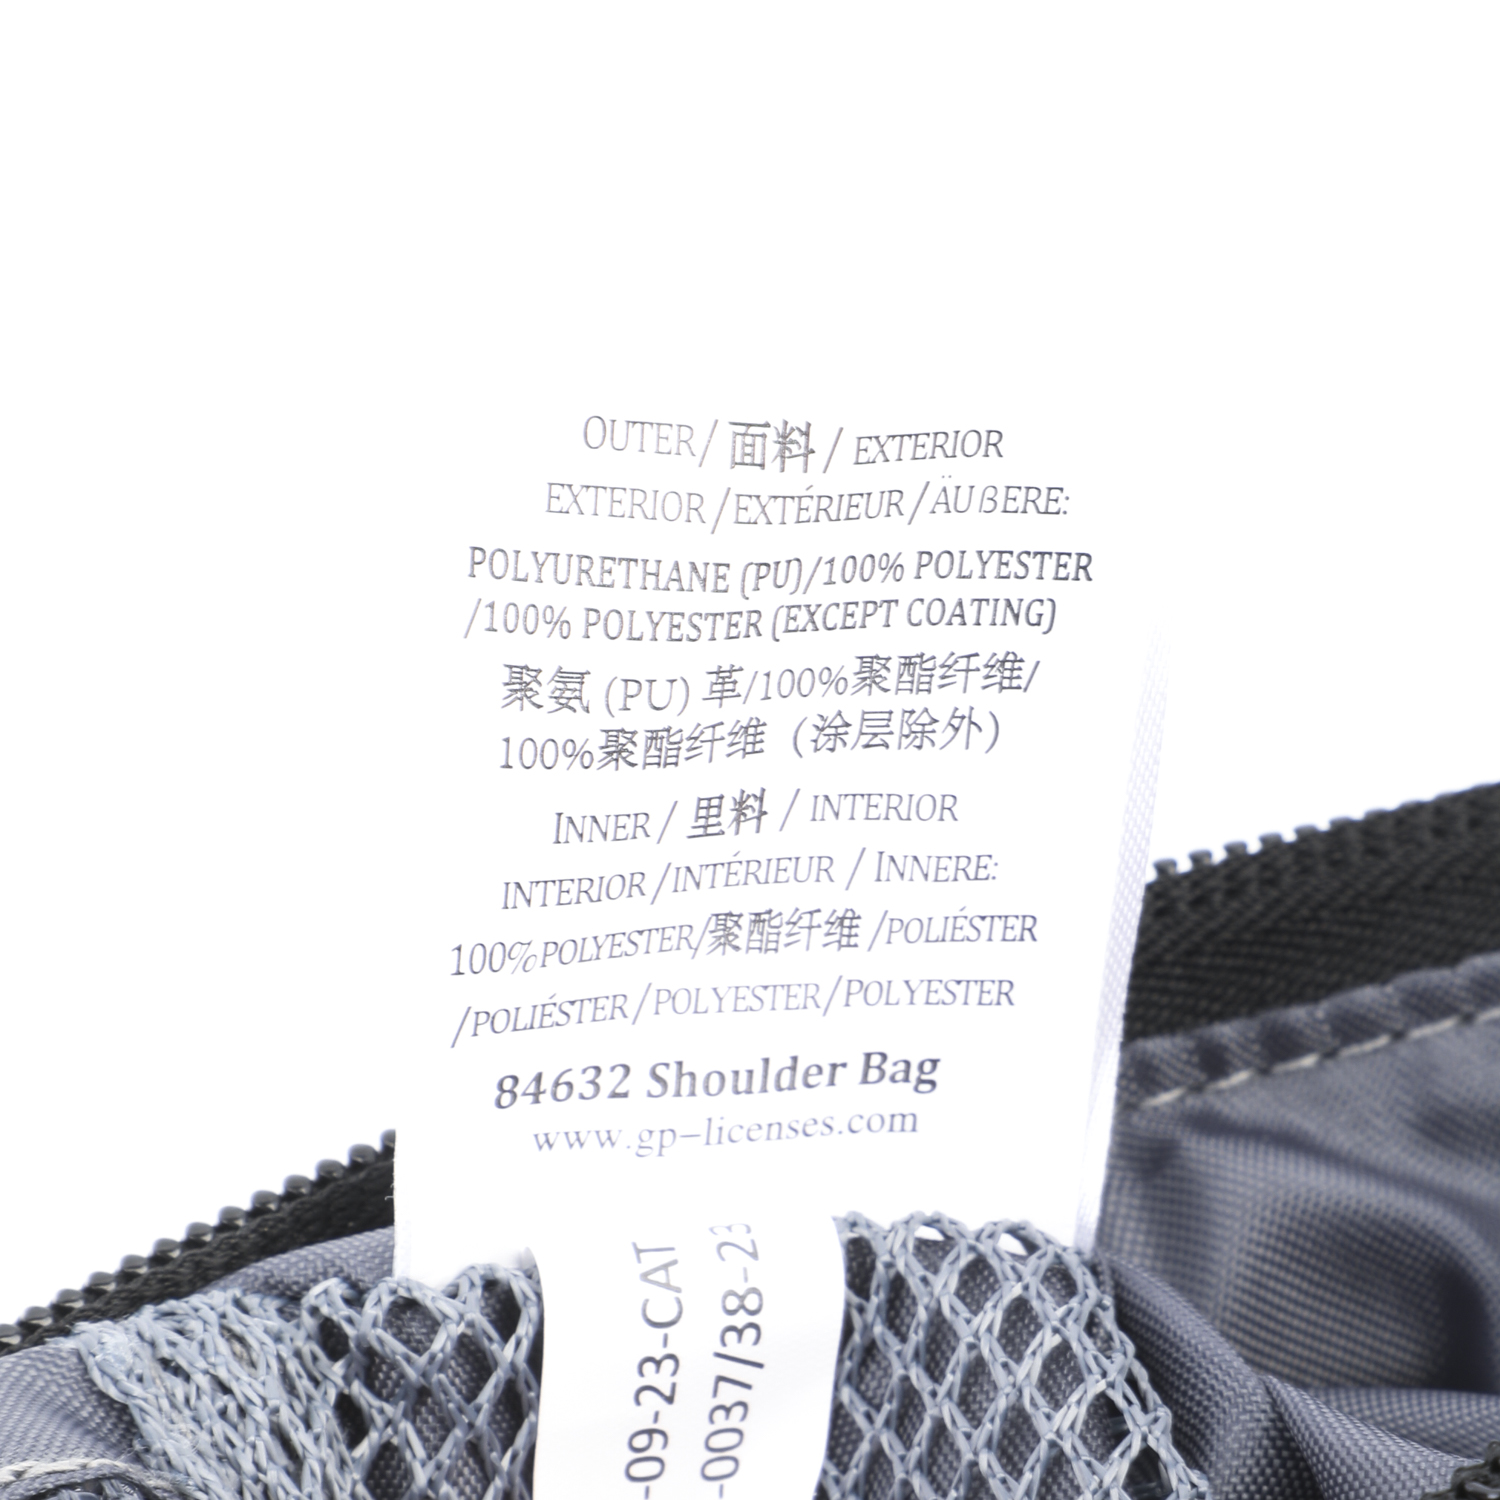 OUTER/ 面料 / EXTERIOR
EXTERIOR/EXTÉRIEUR/ÄUßERE:
POLYURETHANE (PU)/100% POLYESTER
/100% POLYESTER (EXCEPT COATING)
聚氨 (PU) 革/100%聚酯纤维/
100%聚酯纤维（涂层除外）
INNER / 里料 / INTERIOR
INTERIOR /INTÉRIEUR / INNERE:
100%POLYESTER/聚酯纤维 /POLIÉSTER
/POLIÉSTER/POLYESTER/POLYESTER
84632 Shoulder Bag
www.gp-licenses.com
-09-23-CAT
-0037/38-23